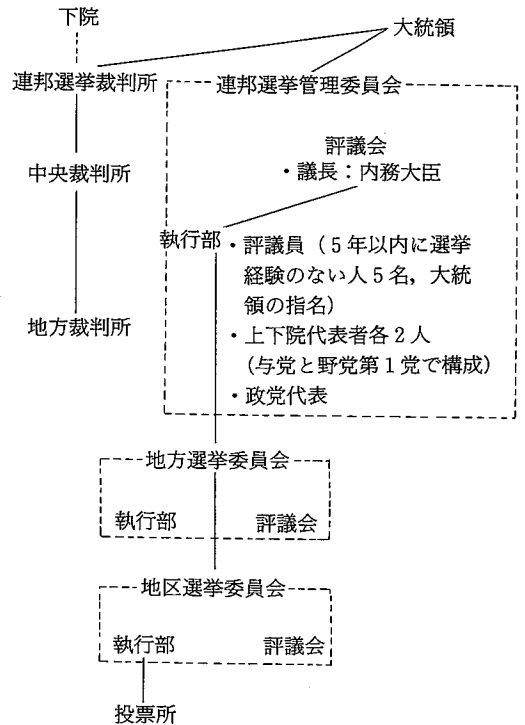 下院
大統領
連邦選挙裁判所
連邦選挙管理委員会
評議会
中央裁判所
・議長：内務大臣
執行部
・評議員（5年以内に選挙
経験のない人5名，大統
領の指名）
地方裁判所
・上下院代表者各2人
（与党と野党第1党で構成）
・政党代表
地方選挙委員会
執行部
評議会
地区選挙委員会
執行部
評議会
投票所